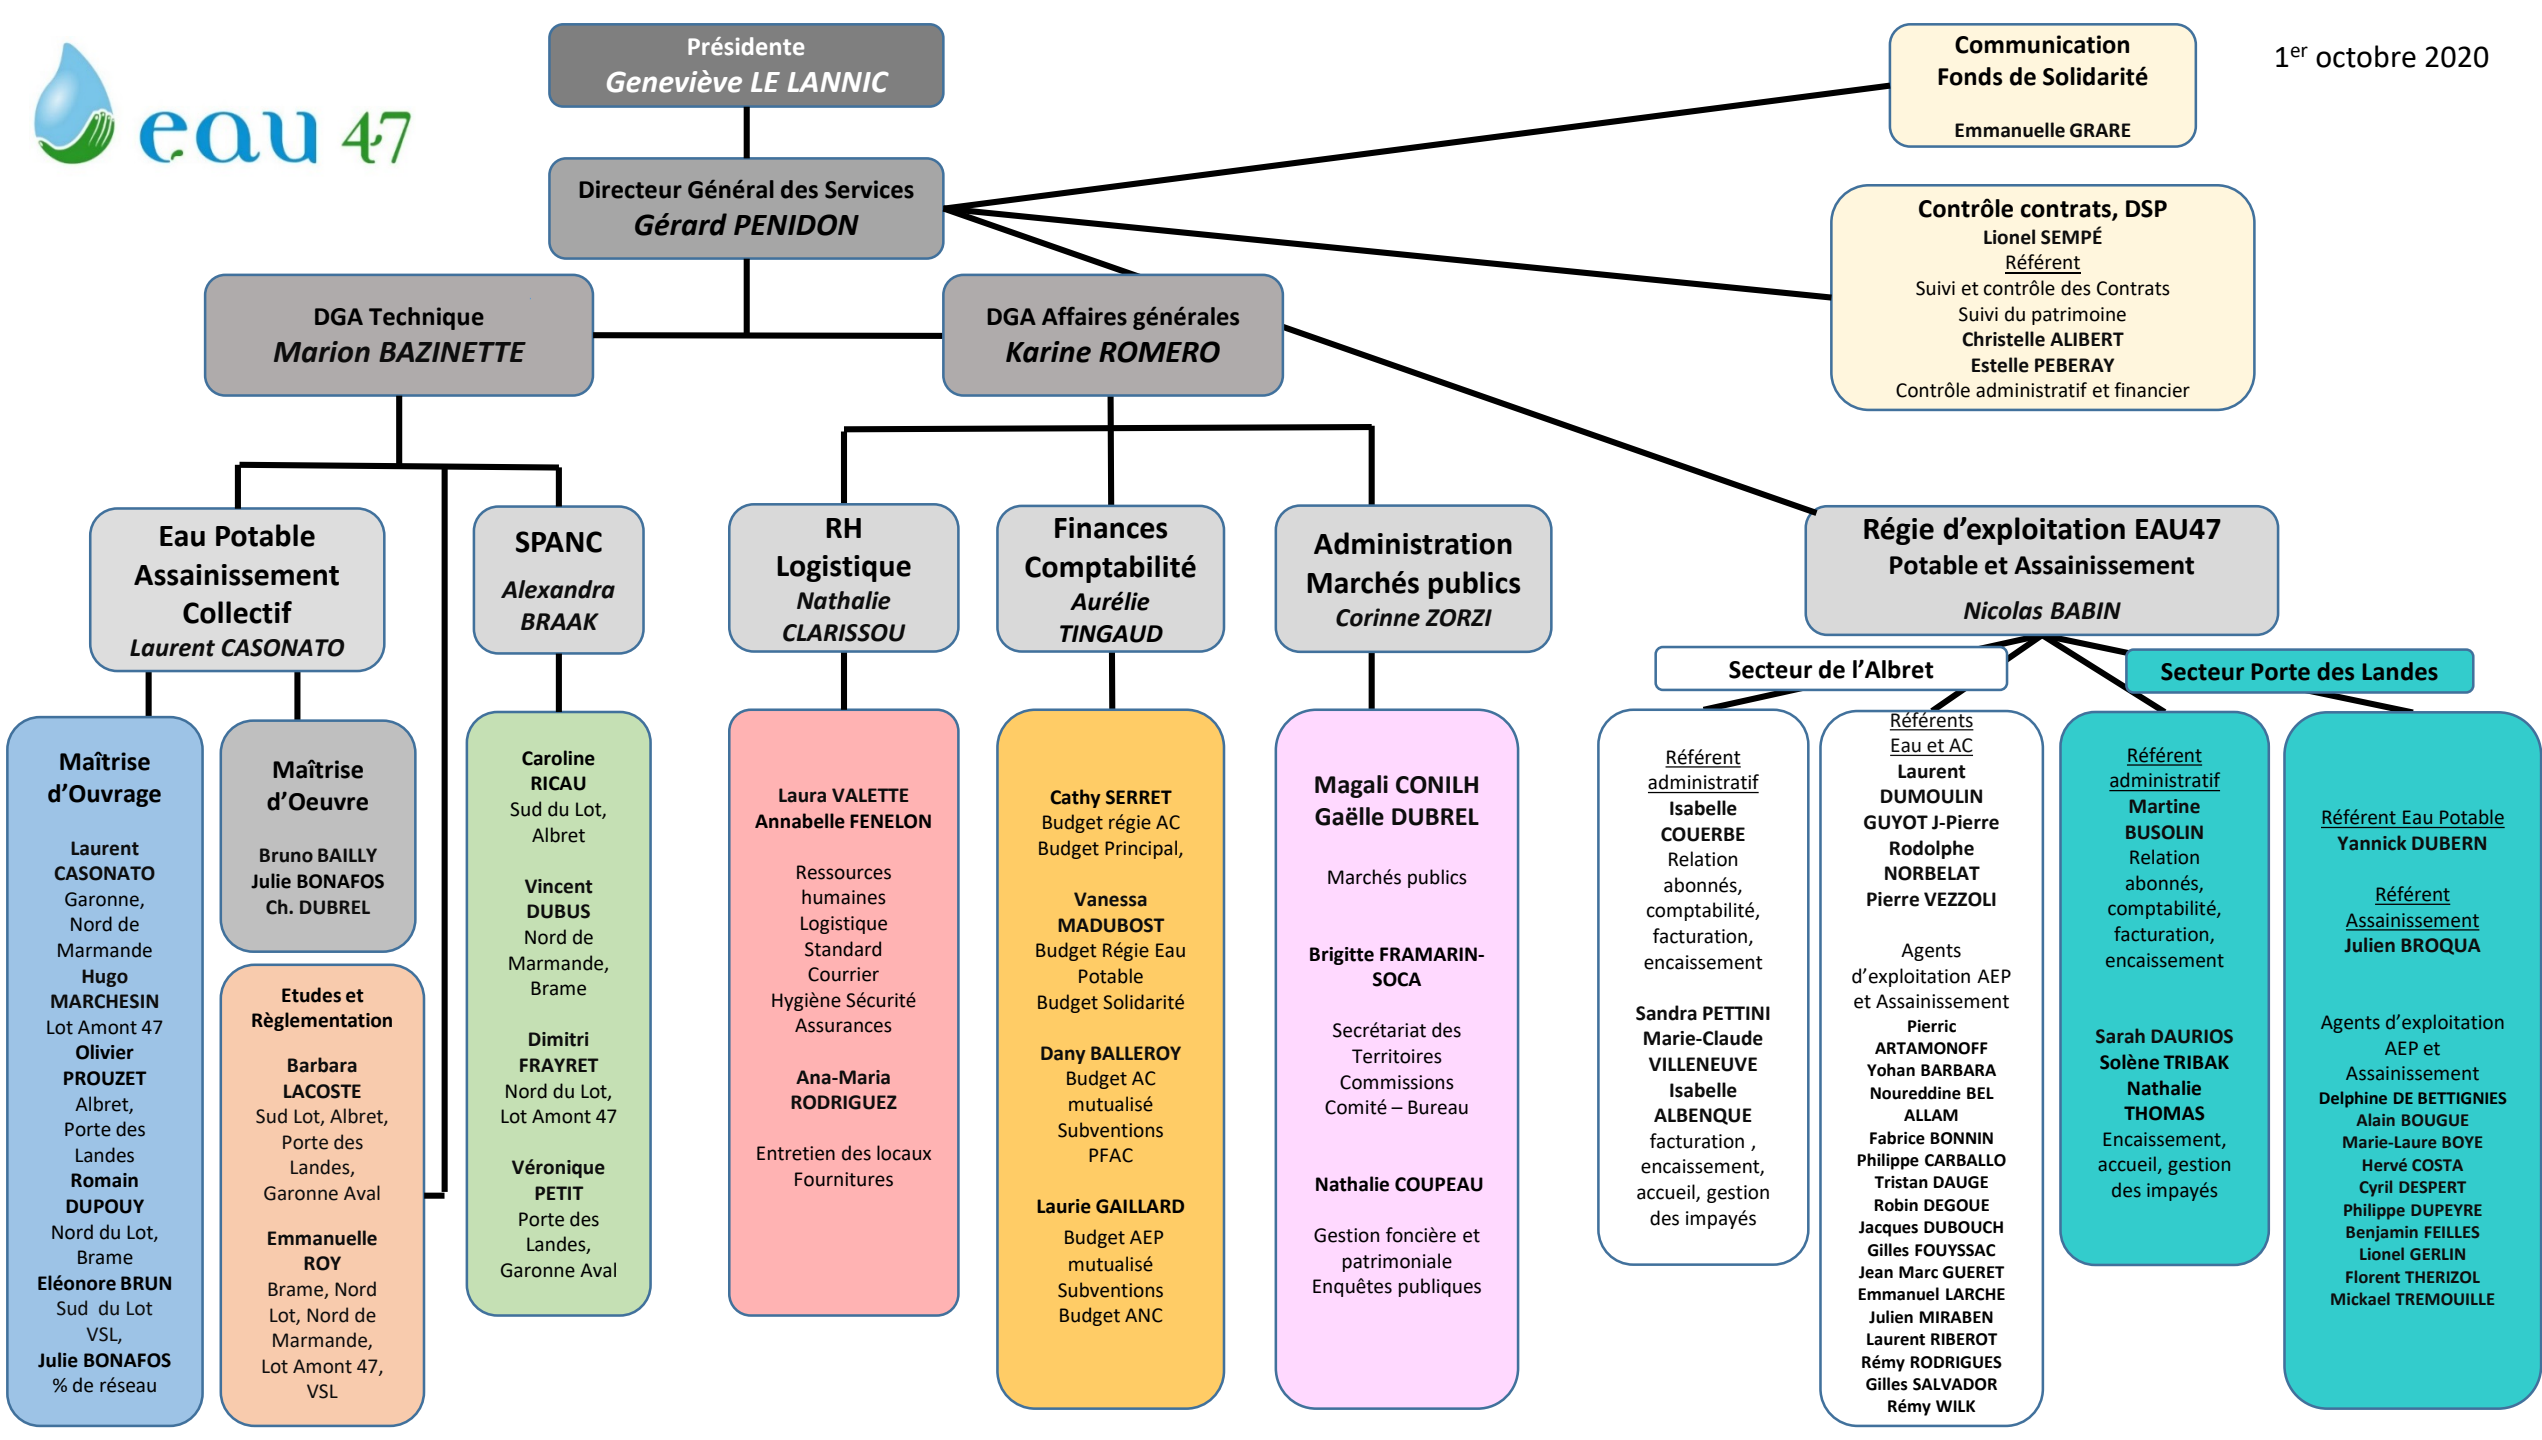 eau 47
Présidente
Geneviève LE LANNIC
Communication
Fonds de Solidarité
Emmanuelle GRARE
1er octobre 2020
Directeur Général des Services
Gérard PENIDON
Contrôle contrats, DSP
Lionel SEMPÉ
Référent
Suivi et contrôle des Contrats
Suivi du patrimoine
Christelle ALIBERT
Estelle PEBERAY
Contrôle administratif et financier
DGA Technique
Marion BAZINETTE
DGA Affaires générales
Karine ROMERO
Eau Potable
Assainissement
Collectif
Laurent CASONATO
SPANC
Alexandra
BRAAK
RH
Logistique
Nathalie
CLARISSOU
Finances
Comptabilité
Aurélie
TINGAUD
Administration
Marchés publics
Corinne ZORZI
Régie d’exploitation EAU47
Potable et Assainissement
Nicolas BABIN
Secteur de l’Albret
Secteur Porte des Landes
Maîtrise
d’Ouvrage
Laurent
CASONATO
Garonne,
Nord de
Marmande
Hugo
MARCHESIN
Lot Amont 47
Olivier
PROUZET
Albret,
Porte des
Landes
Romain
DUPOUY
Nord du Lot,
Brame
Eléonore BRUN
Sud du Lot
VSL,
Julie BONAFOS
% de réseau
Maîtrise
d’Oeuvre
Bruno BAILLY
Julie BONAFOS
Ch. DUBREL
Etudes et
Règlementation
Barbara
LACOSTE
Sud Lot, Albret,
Porte des
Landes,
Garonne Aval
Emmanuelle
ROY
Brame, Nord
Lot, Nord de
Marmande,
Lot Amont 47,
VSL
Caroline
RICAU
Sud du Lot,
Albret
Vincent
DUBUS
Nord de
Marmande,
Brame
Dimitri
FRAYRET
Nord du Lot,
Lot Amont 47
Véronique
PETIT
Porte des
Landes,
Garonne Aval
Laura VALETTE
Annabelle FENELON
Ressources
humaines
Logistique
Standard
Courrier
Hygiène Sécurité
Assurances
Ana-Maria
RODRIGUEZ
Entretien des locaux
Fournitures
Cathy SERRET
Budget régie AC
Budget Principal,
Vanessa
MADUBOST
Budget Régie Eau
Potable
Budget Solidarité
Dany BALLEROY
Budget AC
mutualisé
Subventions
PFAC
Laurie GAILLARD
Budget AEP
mutualisé
Subventions
Budget ANC
Magali CONILH
Gaëlle DUBREL
Marchés publics
Brigitte FRAMARIN-
SOCA
Secrétariat des
Territoires
Commissions
Comité – Bureau
Nathalie COUPEAU
Gestion foncière et
patrimoniale
Enquêtes publiques
Référent
administratif
Isabelle
COUERBE
Relation
abonnés,
comptabilité,
facturation,
encaissement
Sandra PETTINI
Marie-Claude
VILLENEUVE
Isabelle
ALBENQUE
facturation ,
encaissement,
accueil, gestion
des impayés
Référents
Eau et AC
Laurent
DUMOULIN
GUYOT J-Pierre
Rodolphe
NORBELAT
Pierre VEZZOLI
Agents
d’exploitation AEP
et Assainissement
Pierric
ARTAMONOFF
Yohan BARBARA
Noureddine BEL
ALLAM
Fabrice BONNIN
Philippe CARBALLO
Tristan DAUGE
Robin DEGOUE
Jacques DUBOUCH
Gilles FOUYSSAC
Jean Marc GUERET
Emmanuel LARCHE
Julien MIRABEN
Laurent RIBEROT
Rémy RODRIGUES
Gilles SALVADOR
Rémy WILK
Référent
administratif
Martine
BUSOLIN
Relation
abonnés,
comptabilité,
facturation,
encaissement
Sarah DAURIOS
Solène TRIBAK
Nathalie
THOMAS
Encaissement,
accueil, gestion
des impayés
Référent Eau Potable
Yannick DUBERN
Référent
Assainissement
Julien BROQUA
Agents d’exploitation
AEP et
Assainissement
Delphine DE BETTIGNIES
Alain BOUGUE
Marie-Laure BOYE
Hervé COSTA
Cyril DESPERT
Philippe DUPEYRE
Benjamin FEILLES
Lionel GERLIN
Florent THERIZOL
Mickael TREMOUILLE